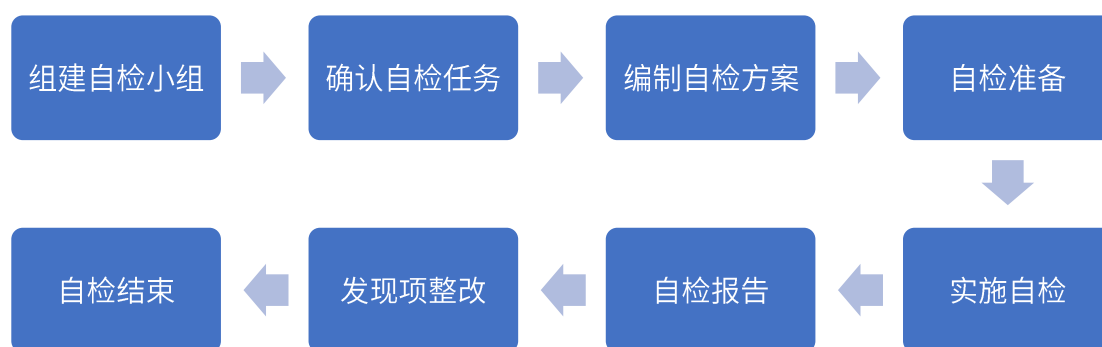 组建自检小组
确认自检任务
编制自检方案
自检准备
实施自检
自检报告
发现项整改
自检结束